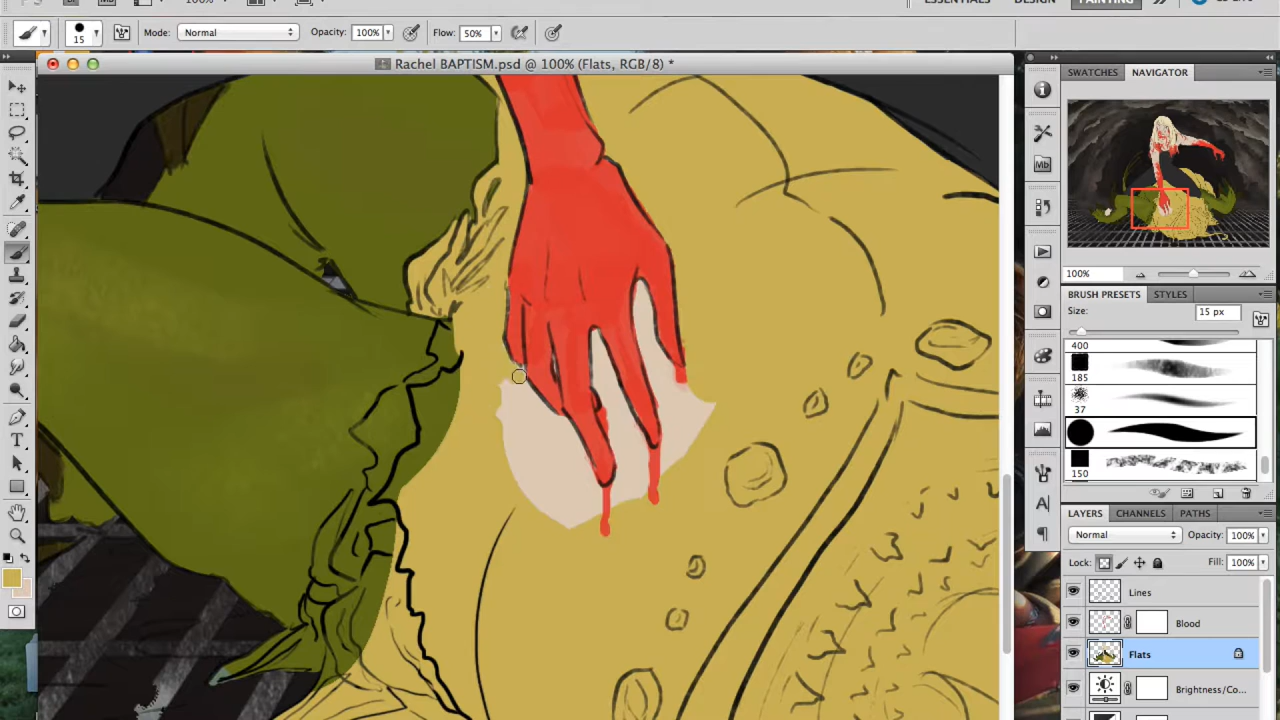 100%
ESSENTIALS DESIGN PAINTING
15 Mode: Normal Opacity: 100% Flow: 50%
Rachel BAPTISM.psd @ 100% (Flats, RGB/8) *
SWATCHES NAVIGATOR
100%
BRUSH PRESETS STYLES
Size: 15 px
400
185
37
150
LAYERS CHANNELS PATHS
Normal Opacity: 100%
Lock: Fill: 100%
Lines
Blood
Flats
Brightness/Co...